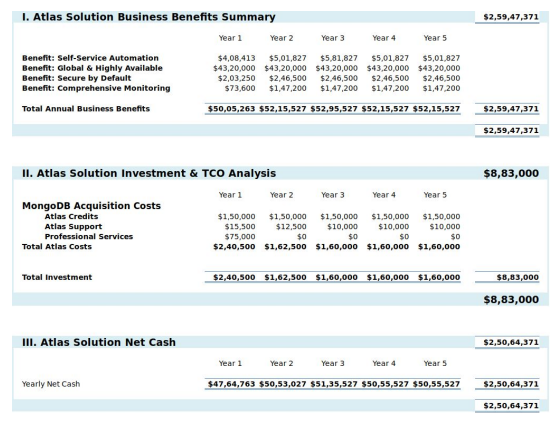 I. Atlas Solution Business Benefits Summary $2,59,47,371
Year 1 Year 2 Year 3 Year 4 Year 5
Benefit: Self-Service Automation $4,08,413 $5,01,827 $5,81,827 $5,01,827 $5,01,827
Benefit: Global & Highly Available $43,20,000 $43,20,000 $43,20,000 $43,20,000 $43,20,000
Benefit: Secure by Default $2,03,250 $2,46,500 $2,46,500 $2,46,500 $2,46,500
Benefit: Comprehensive Monitoring $73,600 $1,47,200 $1,47,200 $1,47,200 $1,47,200
Total Annual Business Benefits $50,05,263 $52,15,527 $52,95,527 $52,15,527 $52,15,527 $2,59,47,371
$2,59,47,371
II. Atlas Solution Investment & TCO Analysis $8,83,000
Year 1 Year 2 Year 3 Year 4 Year 5
MongoDB Acquisition Costs
Atlas Credits $1,50,000 $1,50,000 $1,50,000 $1,50,000 $1,50,000
Atlas Support $15,500 $12,500 $10,000 $10,000 $10,000
Professional Services $75,000 $0 $0 $0 $0
Total Atlas Costs $2,40,500 $1,62,500 $1,60,000 $1,60,000 $1,60,000
Total Investment $2,40,500 $1,62,500 $1,60,000 $1,60,000 $1,60,000 $8,83,000
$8,83,000
III. Atlas Solution Net Cash $2,50,64,371
Year 1 Year 2 Year 3 Year 4 Year 5
Yearly Net Cash $47,64,763 $50,53,027 $51,35,527 $50,55,527 $50,55,527 $2,50,64,371
$2,50,64,371